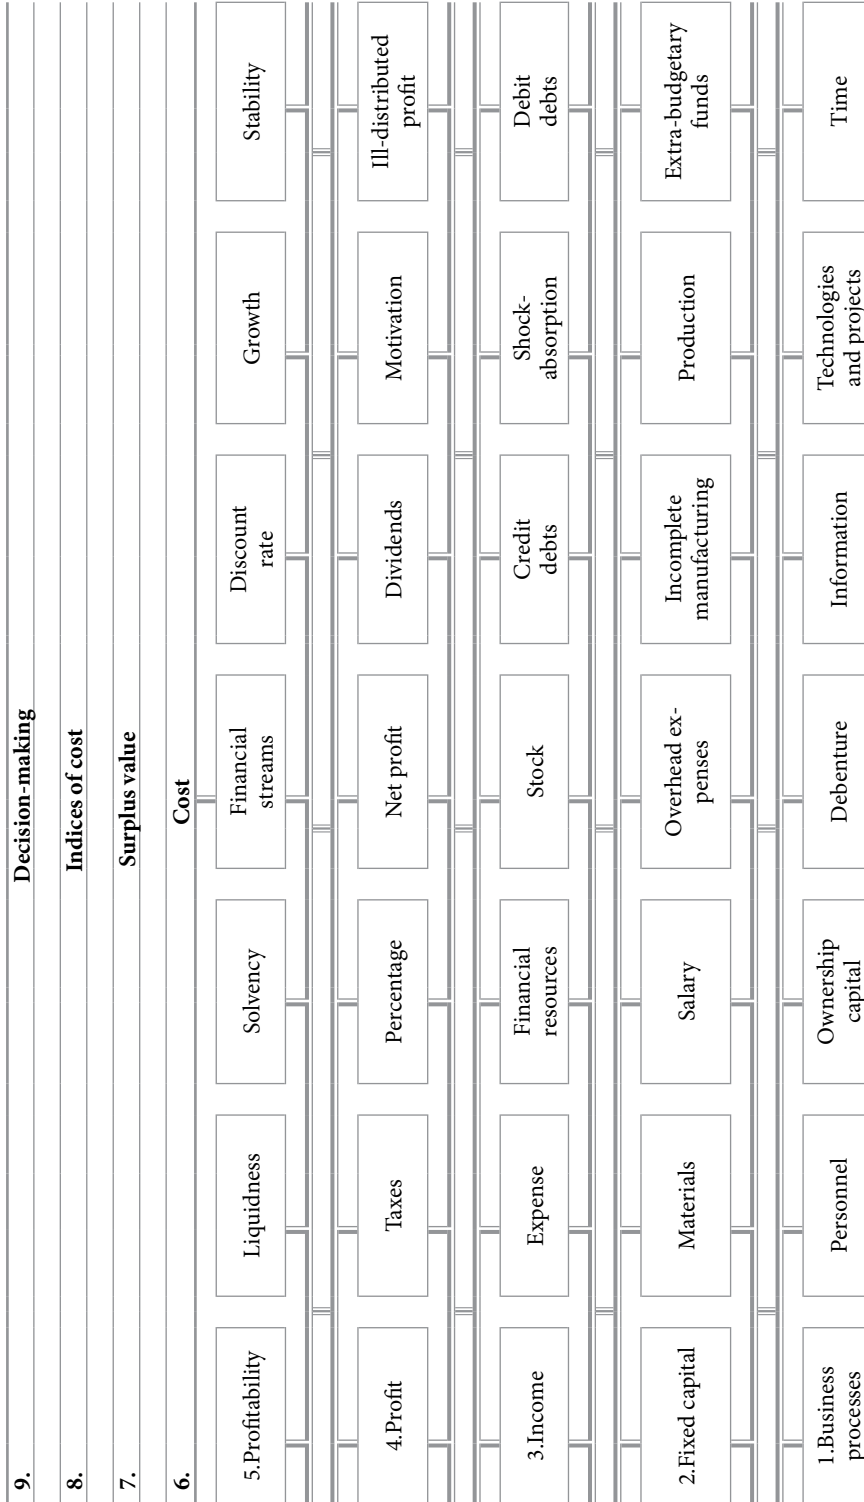 9. Decision-making
8. Indices of cost
7. Surplus value
6. Cost
5.Profitability
Liquidness
Solvency
Financial
streams
Discount
rate
Growth
Stability
4.Profit
Taxes
Percentage
Net profit
Dividends
Motivation
Ill-distributed
profit
3.Income
Expense
Financial
resources
Stock
Credit
debts
Shock-
absorption
Debit
debts
2.Fixed capital
Materials
Salary
Overhead ex-
penses
Incomplete
manufacturing
Production
Extra-budgetary
funds
1.Business
processes
Personnel
Ownership
capital
Debenture
Information
Technologies
and projects
Time